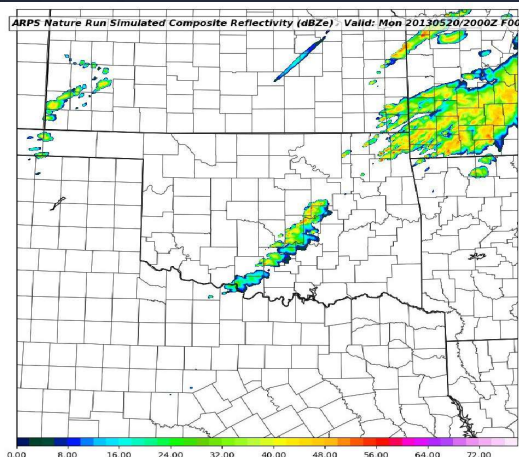 ARPS Nature Run Simulated Composite Reflectivity (dBZe) Valid: Mon 20130520/2000Z F00
0.00 8.00 16.00 24.00 32.00 40.00 48.00 56.00 64.00 72.00